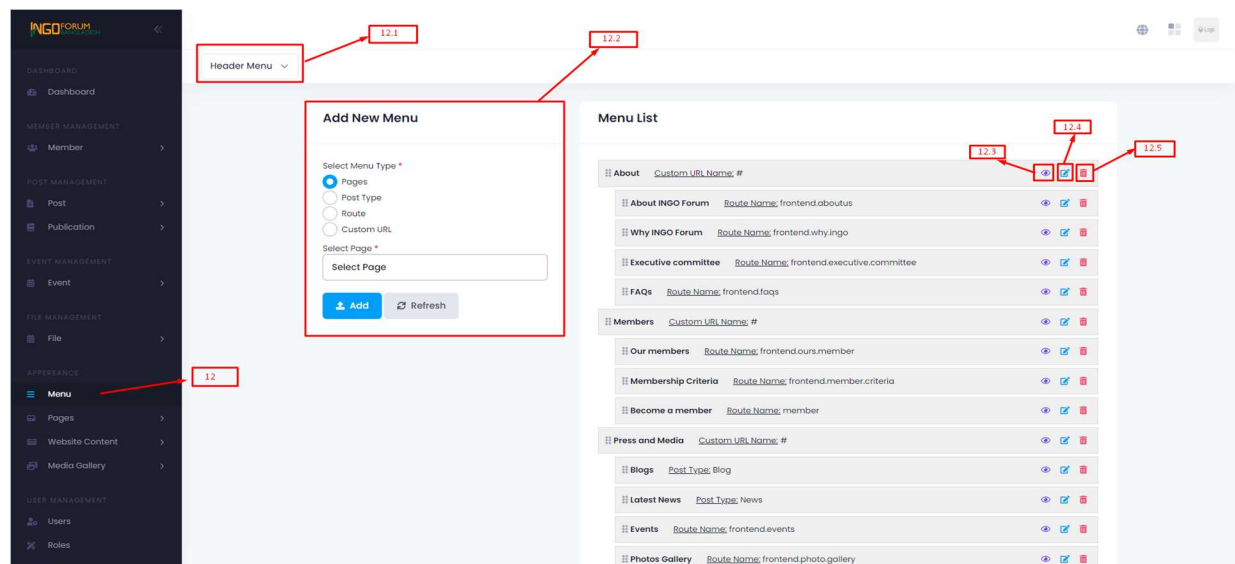 INGO FORUM
BANGLADESH
12.1
12.2
Header Menu
DASHBOARD
Dashboard
MEMBER MANAGEMENT
Member
POST MANAGEMENT
Post
Publication
EVENT MANAGEMENT
Event
FILE MANAGEMENT
File
APPEREANCE
Menu
12
Pages
Website Content
Media Gallery
USER MANAGEMENT
Users
Roles
Add New Menu
Select Menu Type *
Pages
Post Type
Route
Custom URL
Select Page *
Select Page
Add Refresh
Menu List
12.3
12.4
12.5
About Custom URL Name: #
About INGO Forum Route Name: frontend.aboutus
Why INGO Forum Route Name: frontend.why.ingo
Executive committee Route Name: frontend.executive.committee
FAQs Route Name: frontend.faqs
Members Custom URL Name: #
Our members Route Name: frontend.ours.member
Membership Criteria Route Name: frontend.member.criteria
Become a member Route Name: member
Press and Media Custom URL Name: #
Blogs Post Type: Blog
Latest News Post Type: News
Events Route Name: frontend.events
Photos Gallery Route Name: frontend.photo.gallery